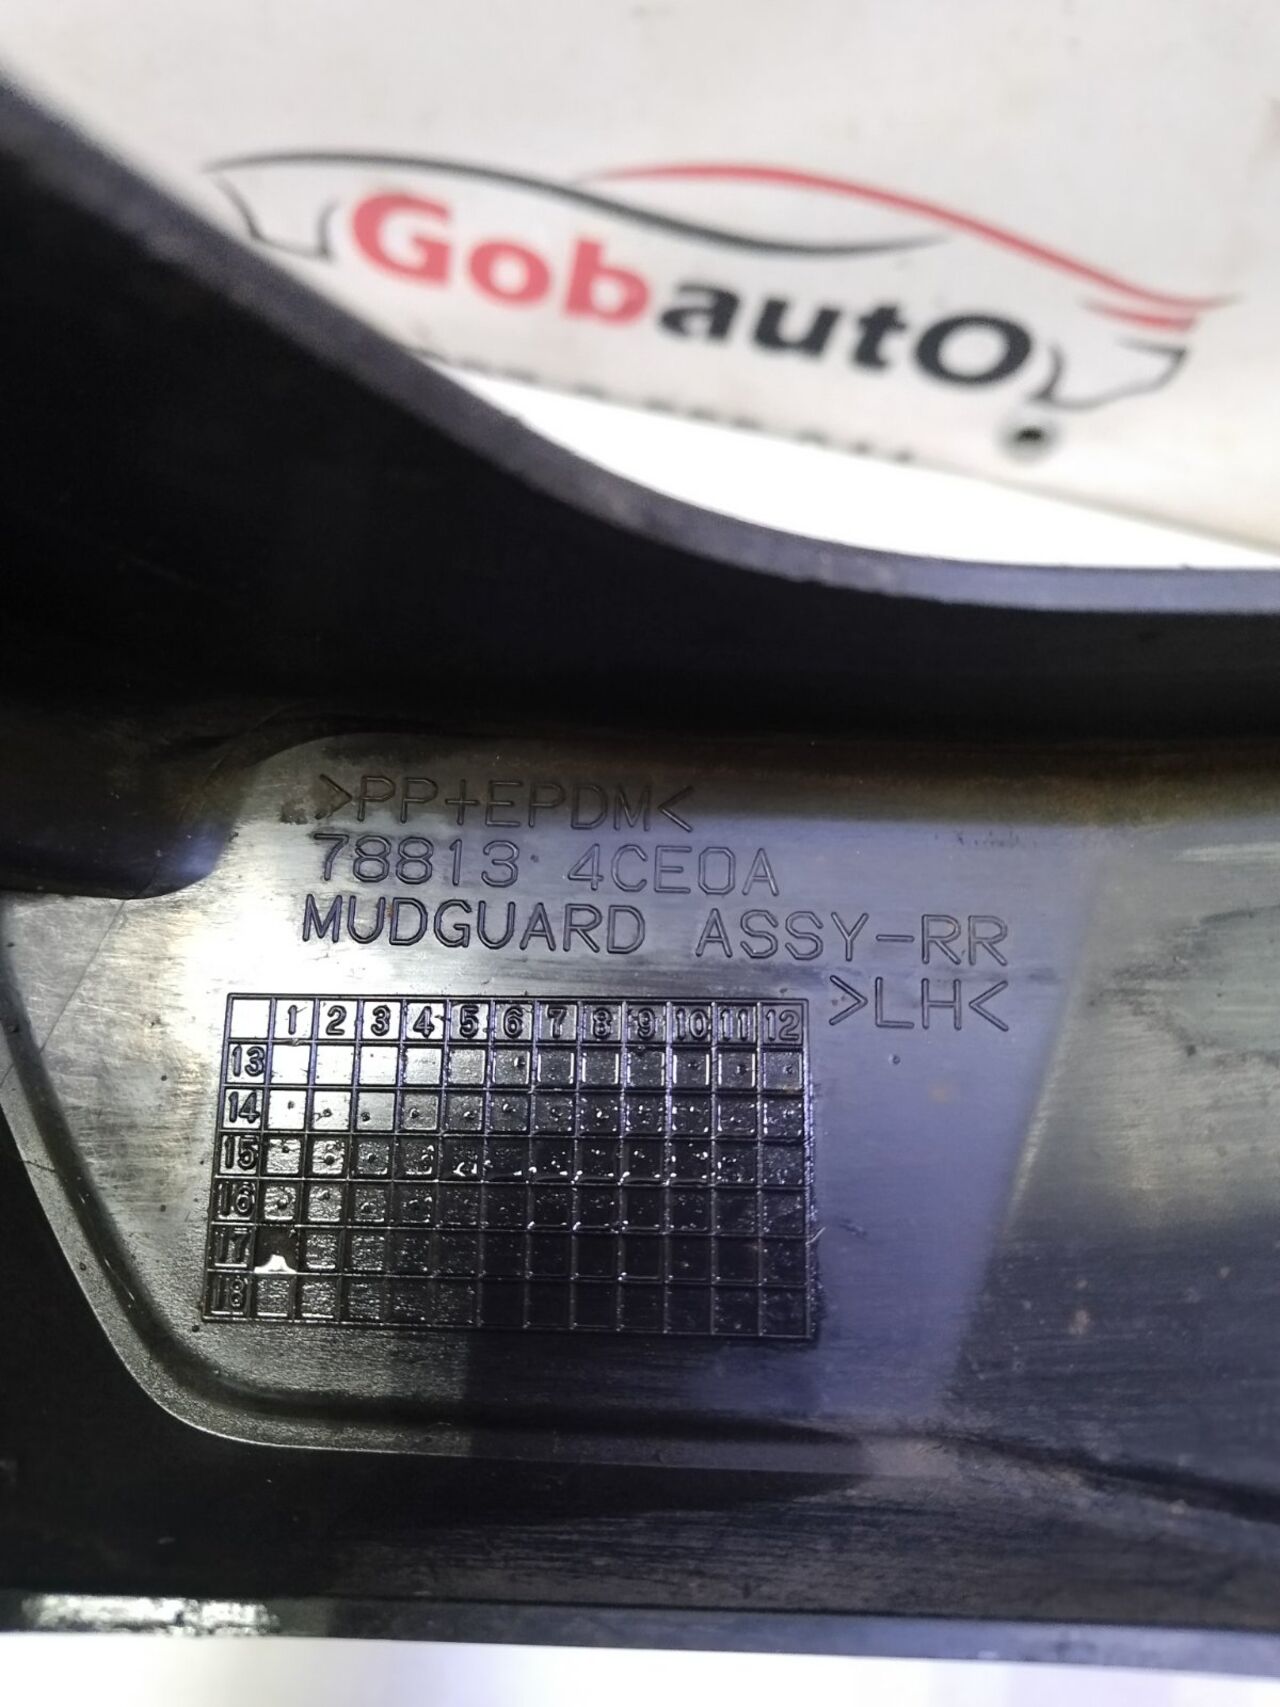 Gobauto
>PP+EPDM<
78813 4CE0A
MUDGUARD ASSY-RR
>LH<
1 2 3 4 5 6 7 8 9 10 11 12
13
14
15
16
17
18